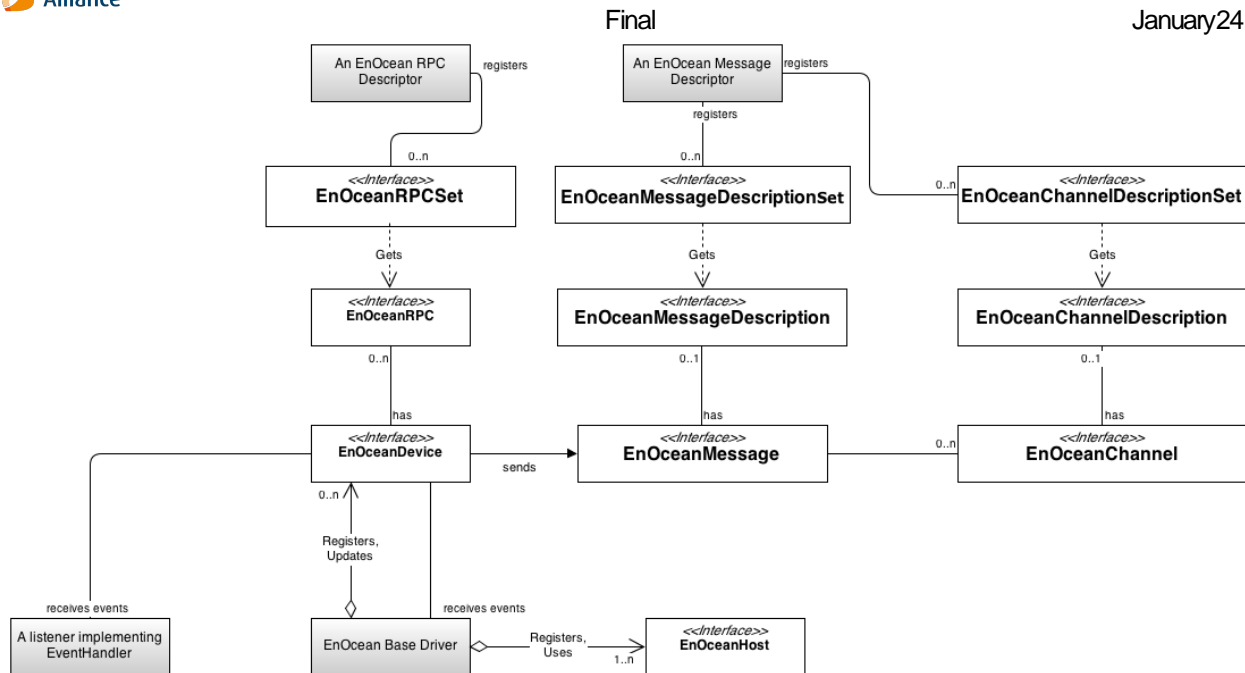 Alliance
Final
January24
An EnOcean RPC
Descriptor
registers
An EnOcean Message
Descriptor
registers
registers
0..n
0..n
0..n
<<Interface>>
EnOceanRPCSet
<<Interface>>
EnOceanMessageDescriptionSet
<<Interface>>
EnOceanChannelDescriptionSet
Gets
Gets
Gets
<<Interface>>
EnOceanRPC
<<Interface>>
EnOceanMessageDescription
<<Interface>>
EnOceanChannelDescription
0..n
0..1
0..1
has
has
has
<<Interface>>
EnOceanDevice
sends
<<Interface>>
EnOceanMessage
0..n
<<Interface>>
EnOceanChannel
0..n
Registers,
Updates
receives events
receives events
A listener implementing
EventHandler
EnOcean Base Driver
Registers,
Uses
1..n
<<Interface>>
EnOceanHost